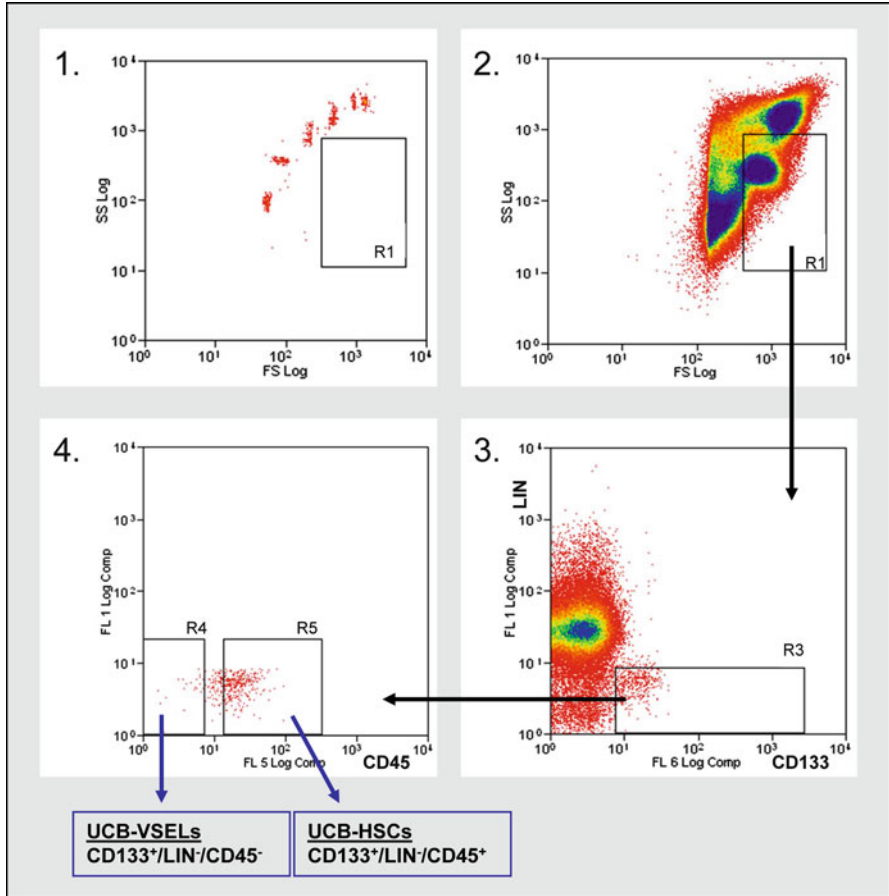 1.
10⁴
10³
10²
10¹
10⁰
SS Log
R1
10⁰ 10¹ 10² 10³ 10⁴
FS Log
2.
10⁴
10³
10²
10¹
10⁰
SS Log
R1
10⁰ 10¹ 10² 10³ 10⁴
FS Log
4.
10⁴
10³
10²
10¹
10⁰
FL 1 Log Comp
R4 R5
10⁰ 10¹ 10² 10³ 10⁴
FL 5 Log Comp CD45
3.
LIN
10⁴
10³
10²
10¹
10⁰
FL 1 Log Comp
R3
10⁰ 10¹ 10² 10³ 10⁴
FL 6 Log Comp CD133
UCB-VSELs
CD133⁺/LIN⁻/CD45⁻
UCB-HSCs
CD133⁺/LIN⁻/CD45⁺